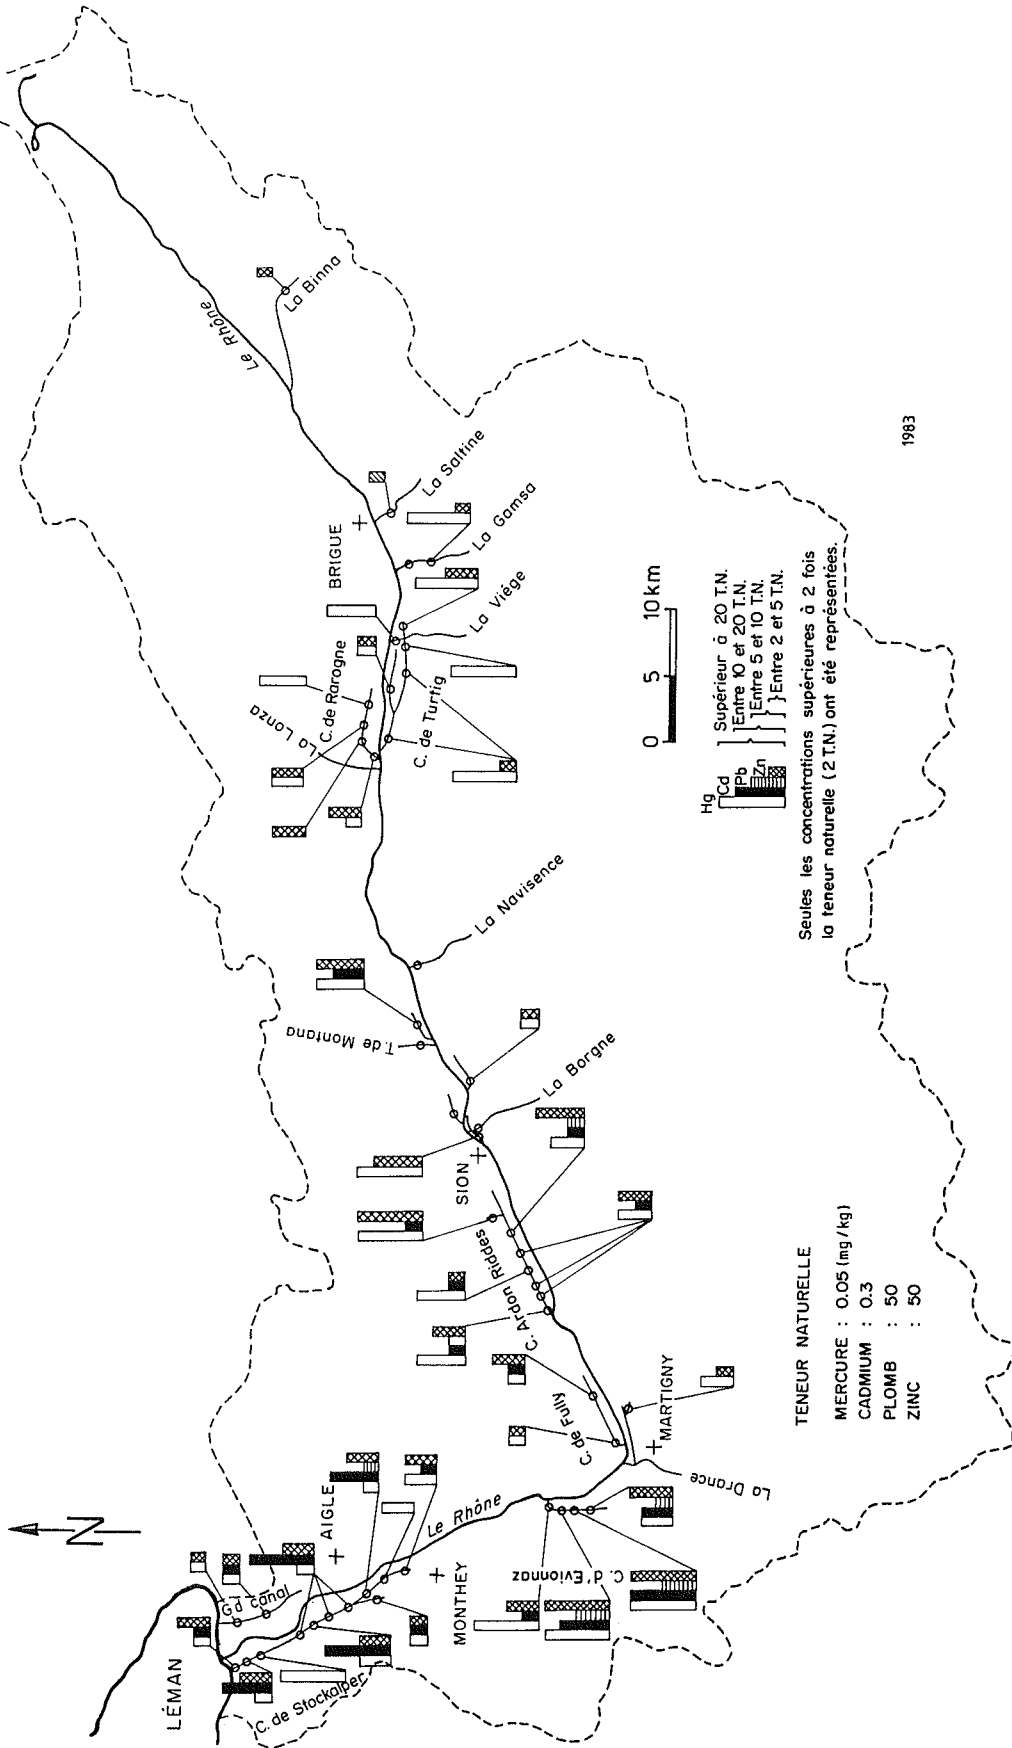 N
LÉMAN
Gd canal
C. de Stockalper
AIGLE
MONTHEY
Le Rhône
C. d'Evionnaz
La Drance
MARTIGNY
C. de Fully
C. Ardon Riddes
SION
La Borgne
T. de Montana
La Navisence
La Lonza
C. de Rarogne
C. de Turtig
BRIGUE
La Viège
La Gamsa
La Saltine
Le Rhône
La Binna
TENEUR NATURELLE
MERCURE : 0.05 (mg/kg)
CADMIUM : 0.3
PLOMB : 50
ZINC : 50
0 5 10 km
Hg
Cd
Pb
Zn
Supérieur à 20 T.N.
Entre 10 et 20 T.N.
Entre 5 et 10 T.N.
Entre 2 et 5 T.N.
Seules les concentrations supérieures à 2 fois
la teneur naturelle (2 T.N.) ont été représentées.
1983